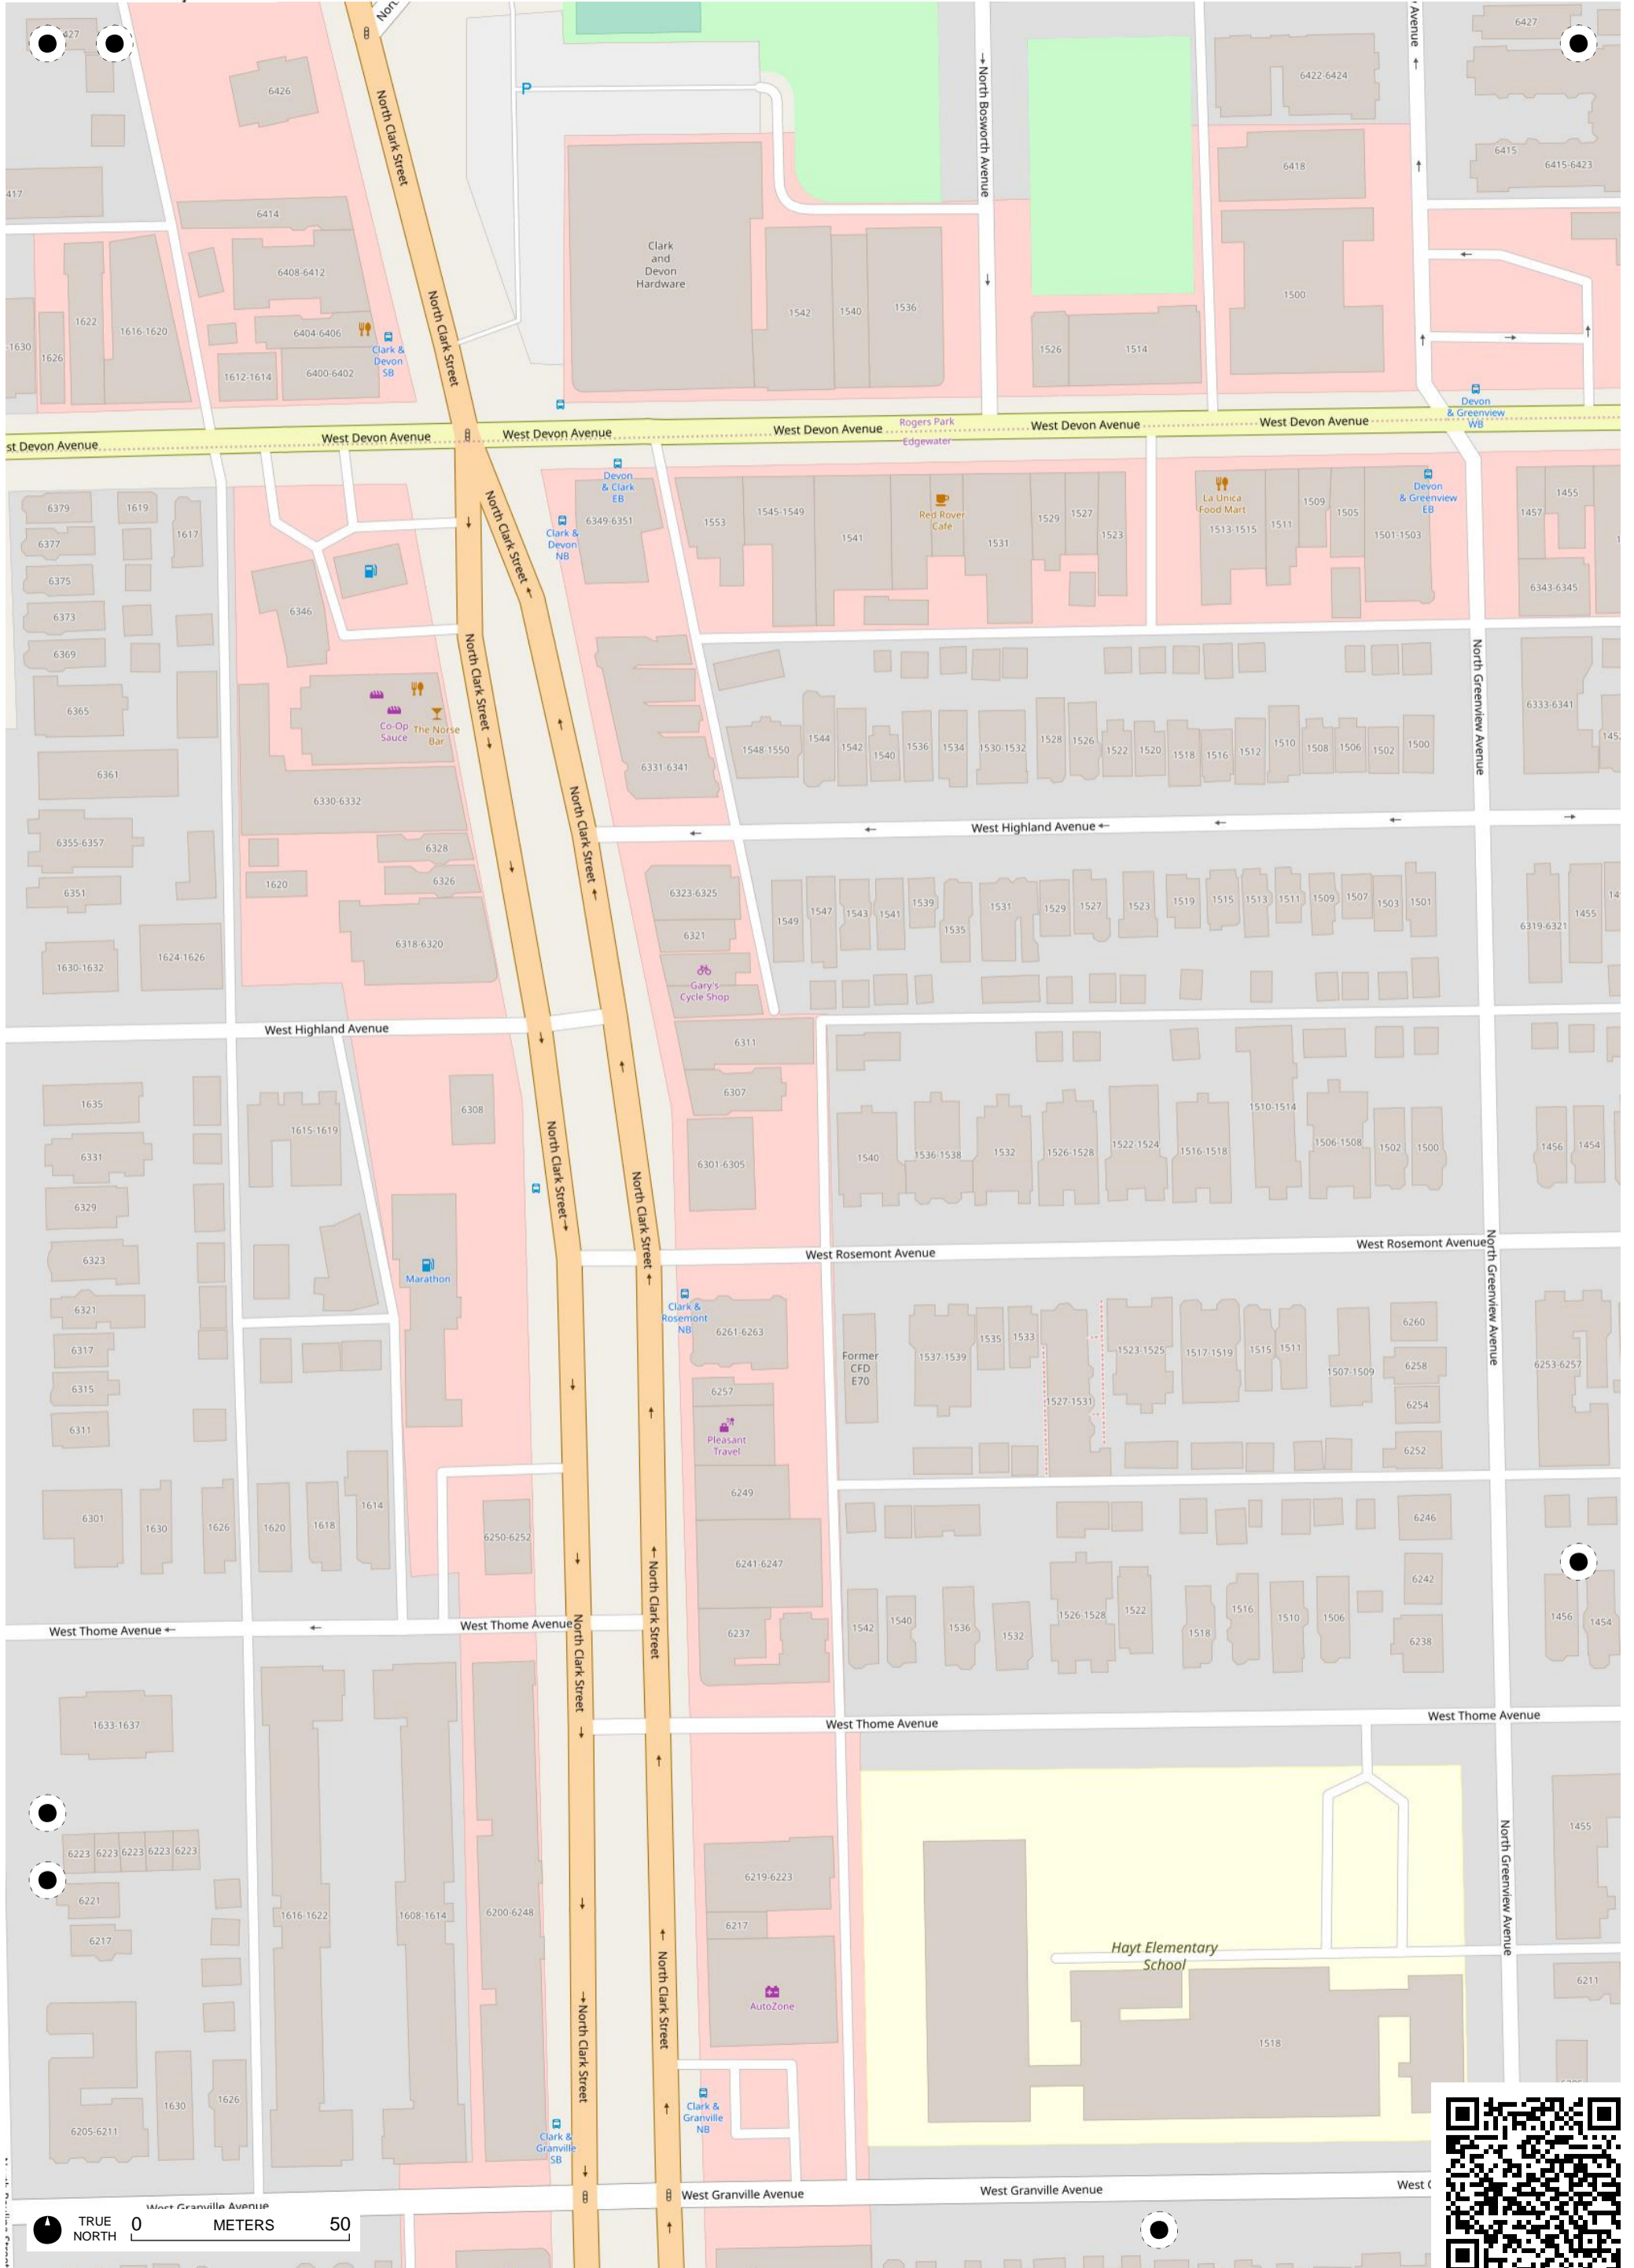 427
6426
6422-6424
6427
North Clark Street
P
North Bosworth Avenue
Avenue
6418
6415
6415-6423
417
6414
6408-6412
Clark
and
Devon
Hardware
1622
1616-1620
6404-6406
Clark &
Devon
SB
North Clark Street
1542
1540
1536
1500
-1630
1626
1612-1614
6400-6402
1526
1514
Devon
& Greenview
WB
West Devon Avenue
West Devon Avenue
West Devon Avenue
Rogers Park
Edgewater
West Devon Avenue
West Devon Avenue
st Devon Avenue
6379
1619
1617
6377
6375
6373
6369
6365
6346
North Clark Street
Clark &
Devon
NB
Devon
& Clark
EB
6349-6351
1553
1545-1549
1541
Red Rover
Cafe
1531
1529
1527
1523
La Unica
Food Mart
1513-1515
1511
1509
1505
Devon
& Greenview
EB
1501-1503
1457
1455
6343-6345
North Clark Street
Co-Op
Sauce
The Norse
Bar
6331-6341
1548-1550
1544
1542
1540
1536
1534
1530-1532
1528
1526
1522
1520
1518
1516
1512
1510
1508
1506
1502
1500
North Greenview Avenue
6333-6341
6361
6330-6332
6355-6357
6328
6326
6351
1620
6318-6320
1630-1632
1624-1626
North Clark Street
West Highland Avenue
6323-6325
6321
Gary's
Cycle Shop
1549
1547
1543
1541
1539
1535
1531
1529
1527
1523
1519
1515
1513
1511
1509
1507
1503
1501
6319-6321
1455
West Highland Avenue
6311
6307
6301-6305
1635
6331
6329
6323
6321
6317
6315
6311
1615-1619
6308
Marathon
North Clark Street
North Clark Street
1540
1536-1538
1532
1526-1528
1522-1524
1516-1518
1510-1514
1506-1508
1502
1500
1456
1454
West Rosemont Avenue
West Rosemont Avenue
North Greenview Avenue
Clark &
Rosemont
NB
6261-6263
6257
Pleasant
Travel
6249
6241-6247
6237
Former
CFD
E70
1537-1539
1535
1533
1527-1531
1523-1525
1517-1519
1515
1511
1507-1509
6260
6258
6254
6252
6253-6257
6301
1630
1626
1620
1618
1614
6250-6252
6246
6242
6238
1542
1540
1536
1532
1526-1528
1522
1518
1516
1510
1506
1456
1454
West Thome Avenue
West Thome Avenue
North Clark Street
North Clark Street
West Thome Avenue
West Thome Avenue
1633-1637
6223
6223
6223
6223
6223
6221
6217
1616-1622
1608-1614
6200-6248
6219-6223
6217
AutoZone
Hayt Elementary
School
1518
North Greenview Avenue
1455
6211
North Clark Street
North Clark Street
6205-6211
1630
1626
Clark &
Granville
SB
Clark &
Granville
NB
West Granville Avenue
West Granville Avenue
West Granville Avenue
TRUE
NORTH
0
METERS
50